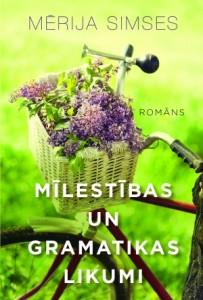 MĒRIJA SIMSES
ROMĀNS
MĪLESTĪBAS
UN
GRAMATIKAS
LIKUMI